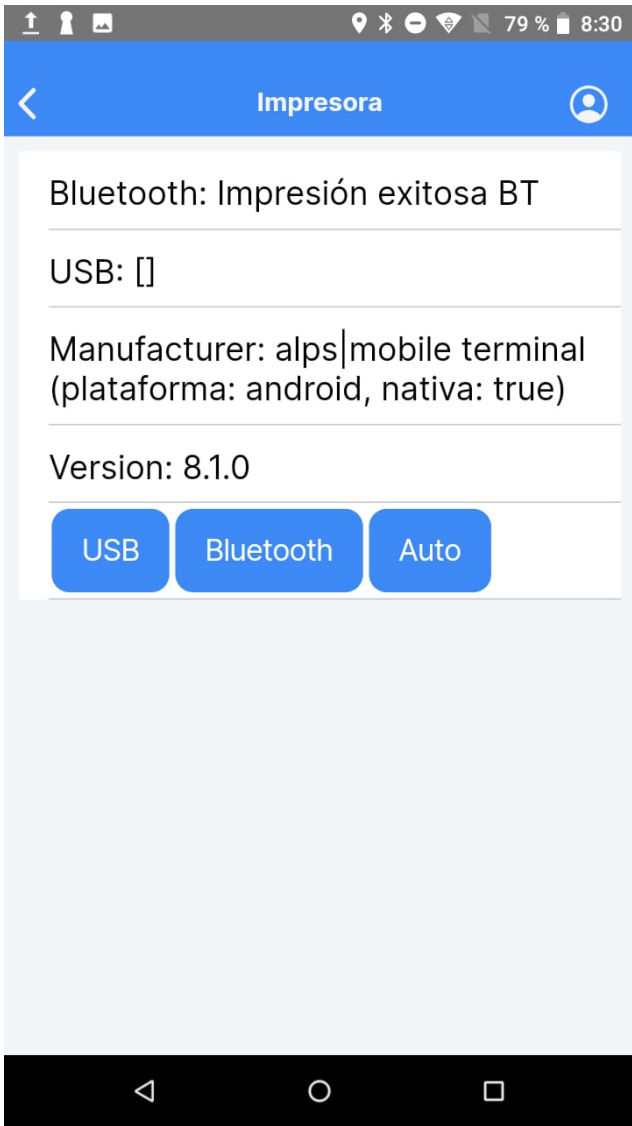 79 % 8:30
Impresora
Bluetooth: Impresión exitosa BT
USB: []
Manufacturer: alps|mobile terminal
(plataforma: android, nativa: true)
Version: 8.1.0
USB Bluetooth Auto